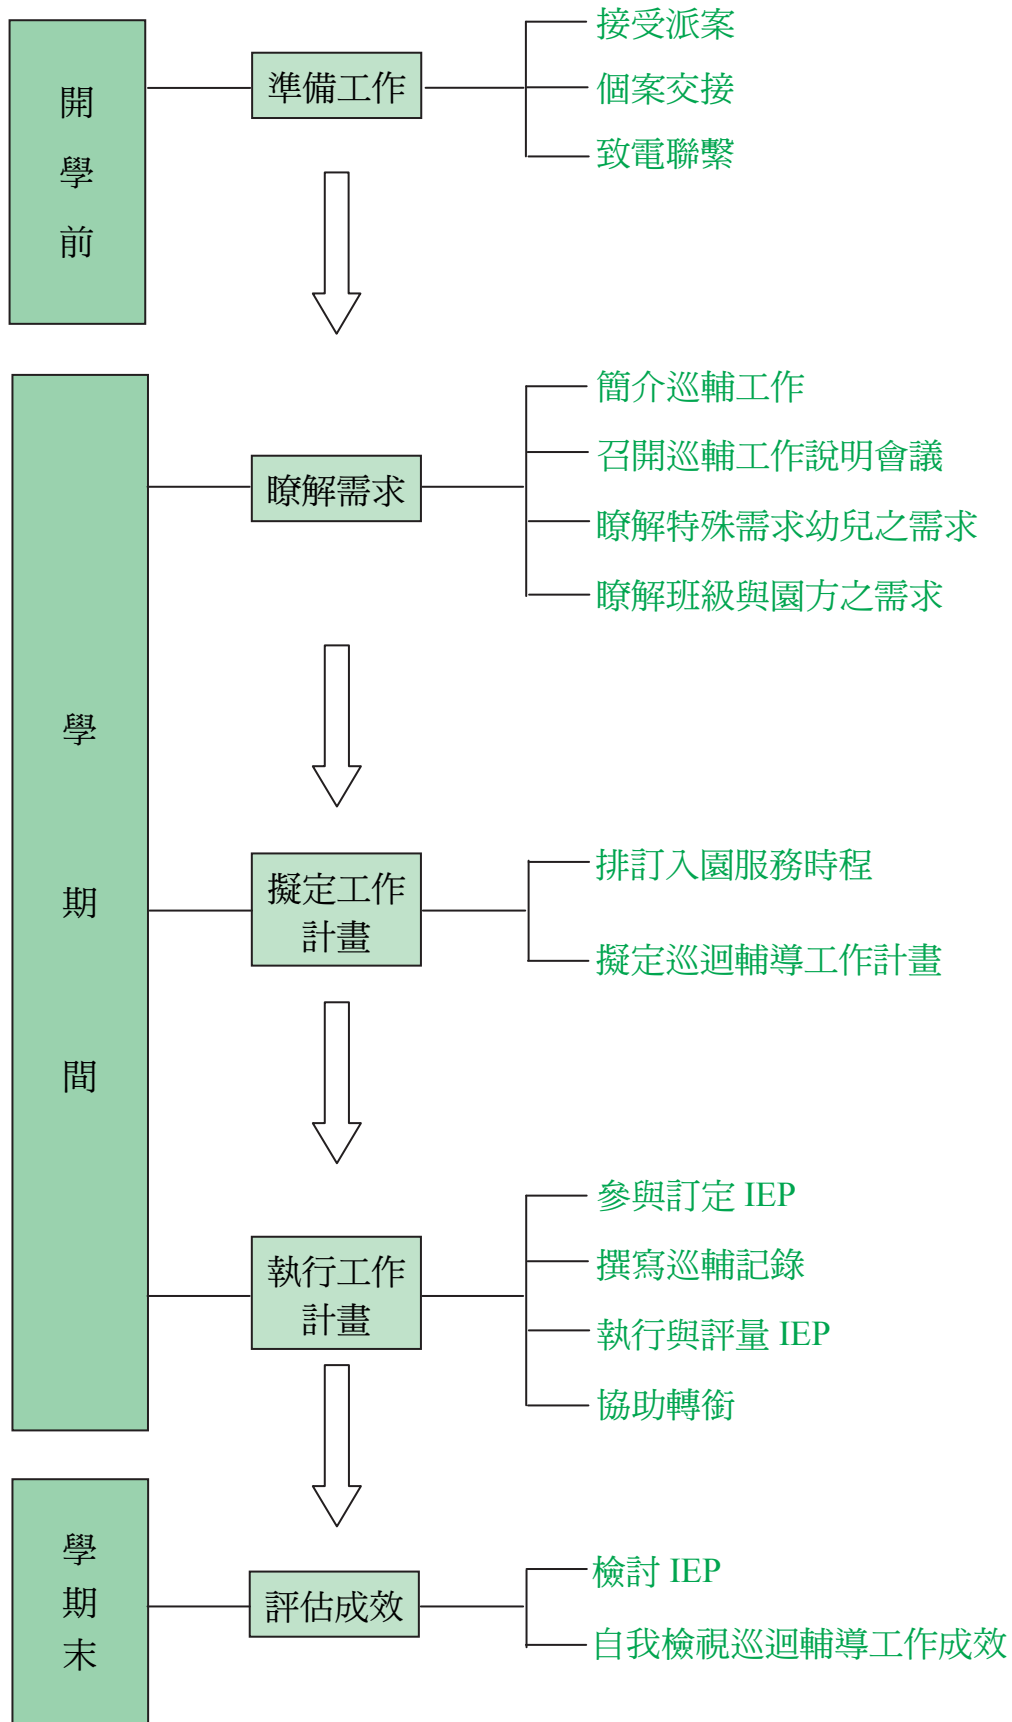 開學前
準備工作
接受派案
個案交接
致電聯繫
學期間
瞭解需求
簡介巡輔工作
召開巡輔工作說明會議
瞭解特殊需求幼兒之需求
瞭解班級與園方之需求
擬定工作
計畫
排訂入園服務時程
擬定巡迴輔導工作計畫
執行工作
計畫
參與訂定 IEP
撰寫巡輔記錄
執行與評量 IEP
協助轉銜
學期末
評估成效
檢討 IEP
自我檢視巡迴輔導工作成效